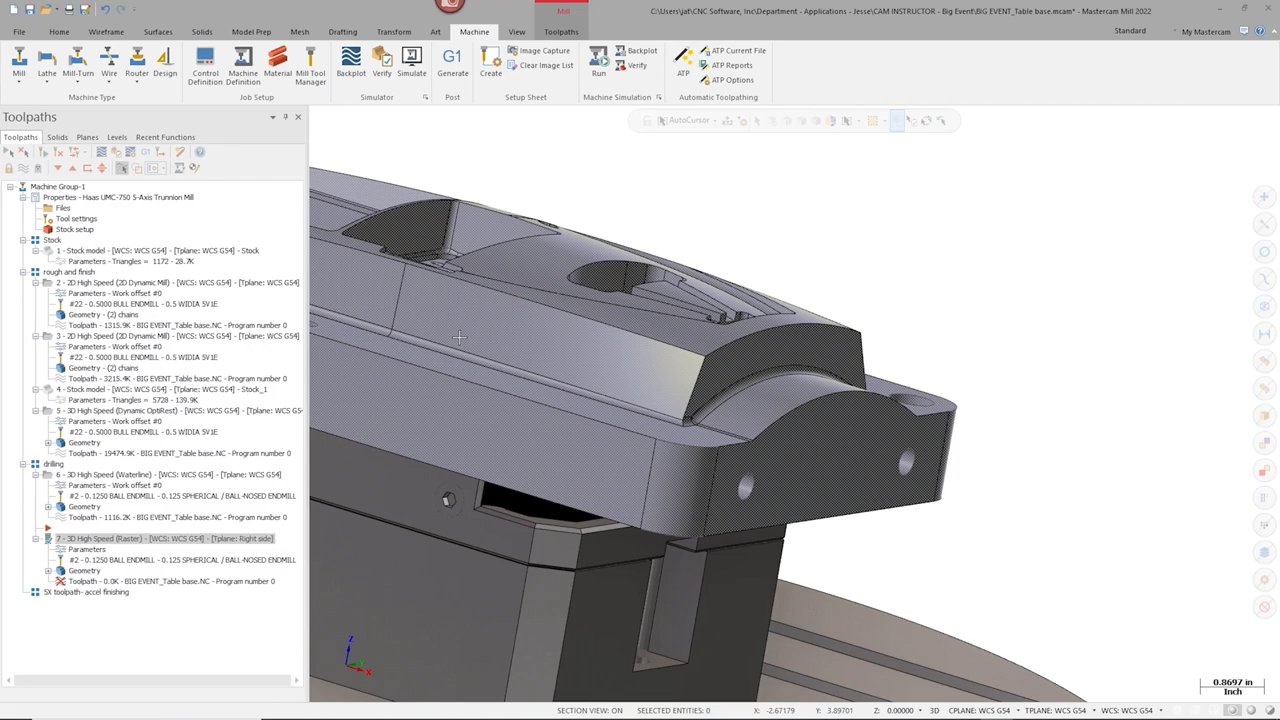 Mill
C:\Users\jat\CNC Software, Inc\Department - Applications - Jesse\CAM INSTRUCTOR - Big Event\BIG EVENT_Table base.mcam* - Mastercam Mill 2022
File Home Wireframe Surfaces Solids Model Prep Mesh Drafting Transform Art Machine View Toolpaths
Standard My Mastercam
Mill Lathe Mill-Turn Wire Router Design
Control Definition Machine Definition Material Mill Tool Manager
Backplot Verify Simulate
G1 Generate
Create Image Capture
Clear Image List
Run Backplot
Verify
ATP ATP Current File
ATP Reports
ATP Options
Machine Type Job Setup Simulator Post Setup Sheet Machine Simulation Automatic Toolpathing
Toolpaths
Toolpaths Solids Planes Levels Recent Functions
AutoCursor
G1
Machine Group-1
Properties - Haas UMC-750 5-Axis Trunnion Mill
Files
Tool settings
Stock setup
Stock
1 - Stock model - [WCS: WCS G54] - [Tplane: WCS G54] - Stock
Parameters - Triangles = 1172 - 28.7K
rough and finish
2 - 2D High Speed (2D Dynamic Mill) - [WCS: WCS G54] - [Tplane: WCS G54]
Parameters - Work offset #0
#22 - 0.5000 BULL ENDMILL - 0.5 WIDIA 5V1E
Geometry - (2) chains
Toolpath - 1315.9K - BIG EVENT_Table base.NC - Program number 0
3 - 2D High Speed (2D Dynamic Mill) - [WCS: WCS G54] - [Tplane: WCS G54]
Parameters - Work offset #0
#22 - 0.5000 BULL ENDMILL - 0.5 WIDIA 5V1E
Geometry - (2) chains
Toolpath - 3215.4K - BIG EVENT_Table base.NC - Program number 0
4 - Stock model - [WCS: WCS G54] - [Tplane: WCS G54] - Stock_1
Parameters - Triangles = 5728 - 139.9K
5 - 3D High Speed (Dynamic OptiRest) - [WCS: WCS G54] - [Tplane: WCS G5
Parameters - Work offset #0
#22 - 0.5000 BULL ENDMILL - 0.5 WIDIA 5V1E
Geometry
Toolpath - 19474.9K - BIG EVENT_Table base.NC - Program number 0
drilling
6 - 3D High Speed (Waterline) - [WCS: WCS G54] - [Tplane: WCS G54]
Parameters - Work offset #0
#2 - 0.1250 BALL ENDMILL - 0.125 SPHERICAL / BALL-NOSED ENDMILL
Geometry
Toolpath - 1116.2K - BIG EVENT_Table base.NC - Program number 0
7 - 3D High Speed (Raster) - [WCS: WCS G54] - [Tplane: Right side]
Parameters
#2 - 0.1250 BALL ENDMILL - 0.125 SPHERICAL / BALL-NOSED ENDMILL
Geometry
Toolpath - 0.0K - BIG EVENT_Table base.NC - Program number 0
5X toolpath- accel finishing
Z
X
0.8697 in
Inch
SECTION VIEW: ON SELECTED ENTITIES: 0 X: -2.67179 Y: 3.89701 Z: 0.00000 3D CPLANE: WCS G54 TPLANE: WCS G54 WCS: WCS G54